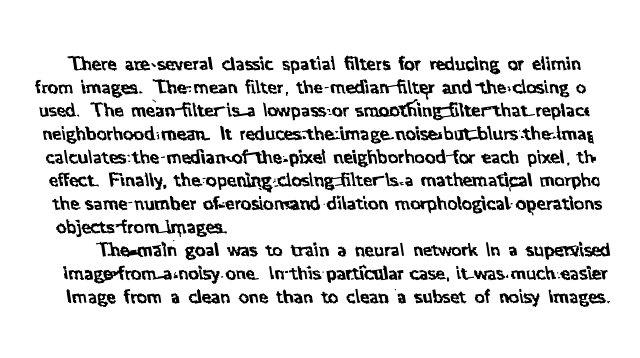 There are several classic spatial filters for reducing or elimin
from images. The mean filter, the median filter and the closing o
used. The mean filter is a lowpass or smoothing filter that replace
neighborhood mean. It reduces the image noise but blurs the imag
calculates the median of the pixel neighborhood for each pixel, th
effect. Finally, the opening closing filter is a mathematical morpho
the same number of erosion and dilation morphological operations
objects from images.
The main goal was to train a neural network in a supervised
image from a noisy one. In this particular case, it was much easier
image from a clean one than to clean a subset of noisy images.